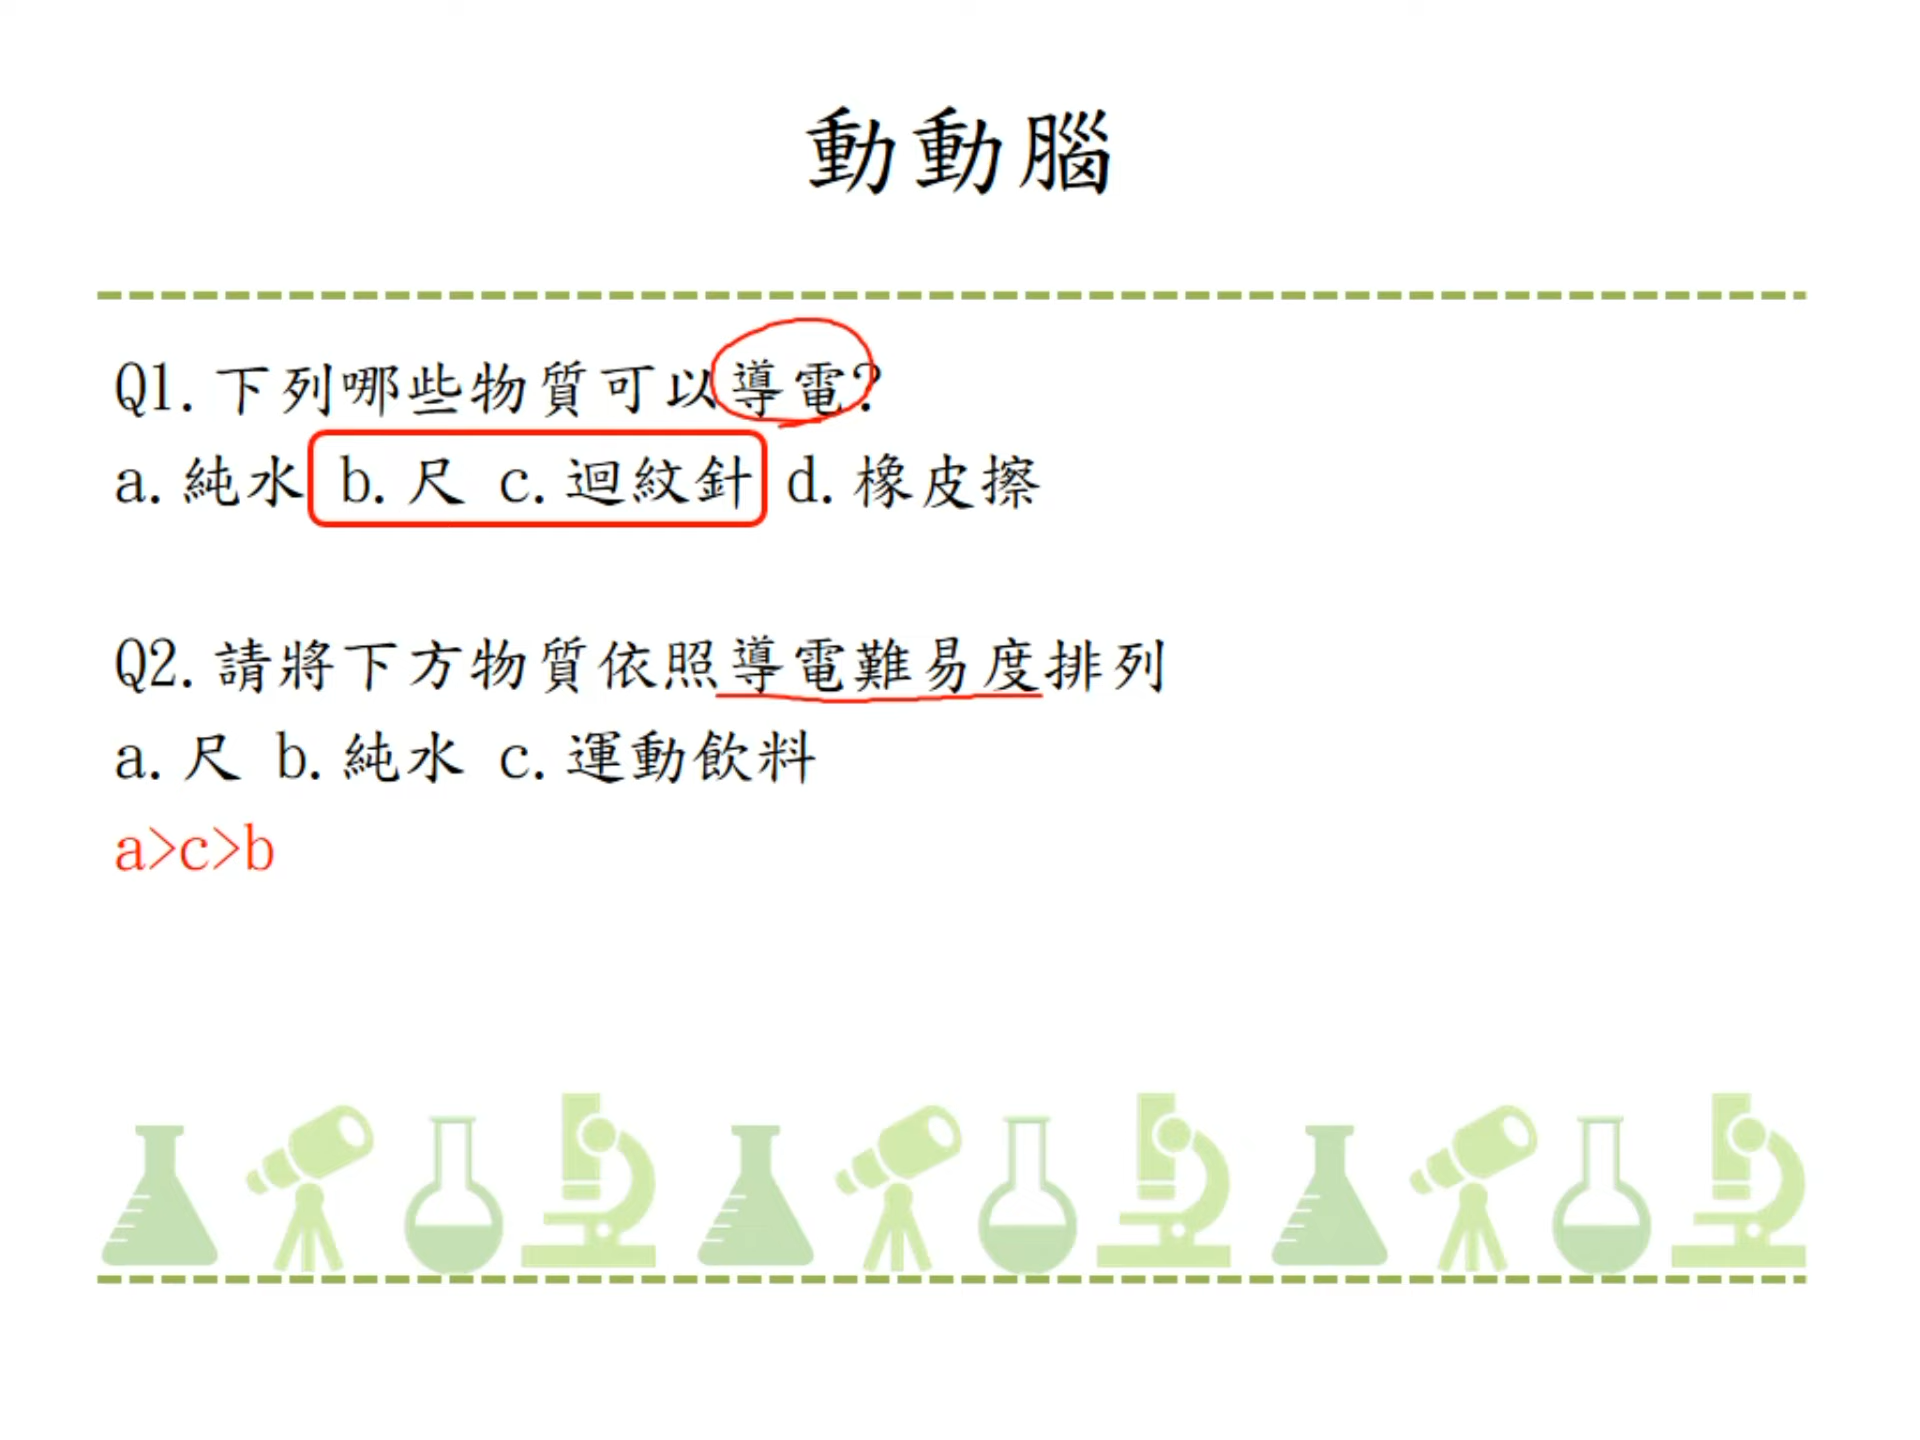 動動腦
Q1.下列哪些物質可以導電?
a.純水 b.尺 c.迴紋針 d.橡皮擦
Q2.請將下方物質依照導電難易度排列
a.尺 b.純水 c.運動飲料
a>c>b